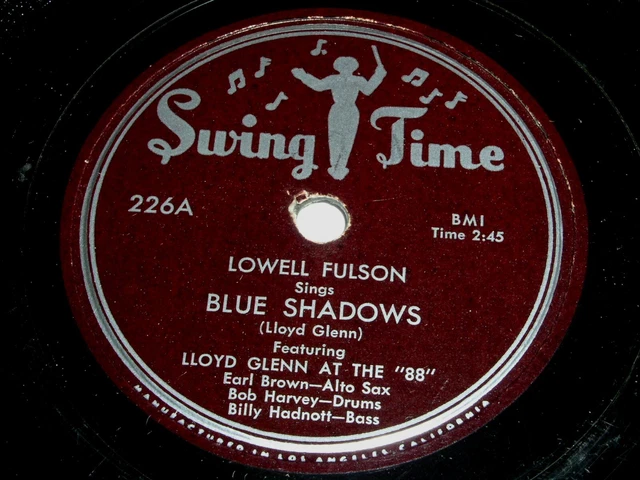 Swing Time
226A
BMI
Time 2:45
LOWELL FULSON
Sings
BLUE SHADOWS
(Lloyd Glenn)
Featuring
LLOYD GLENN AT THE "88"
Earl Brown—Alto Sax
Bob Harvey—Drums
Billy Hadnott—Bass
MANUFACTURED IN LOS ANGELES, CALIFORNIA